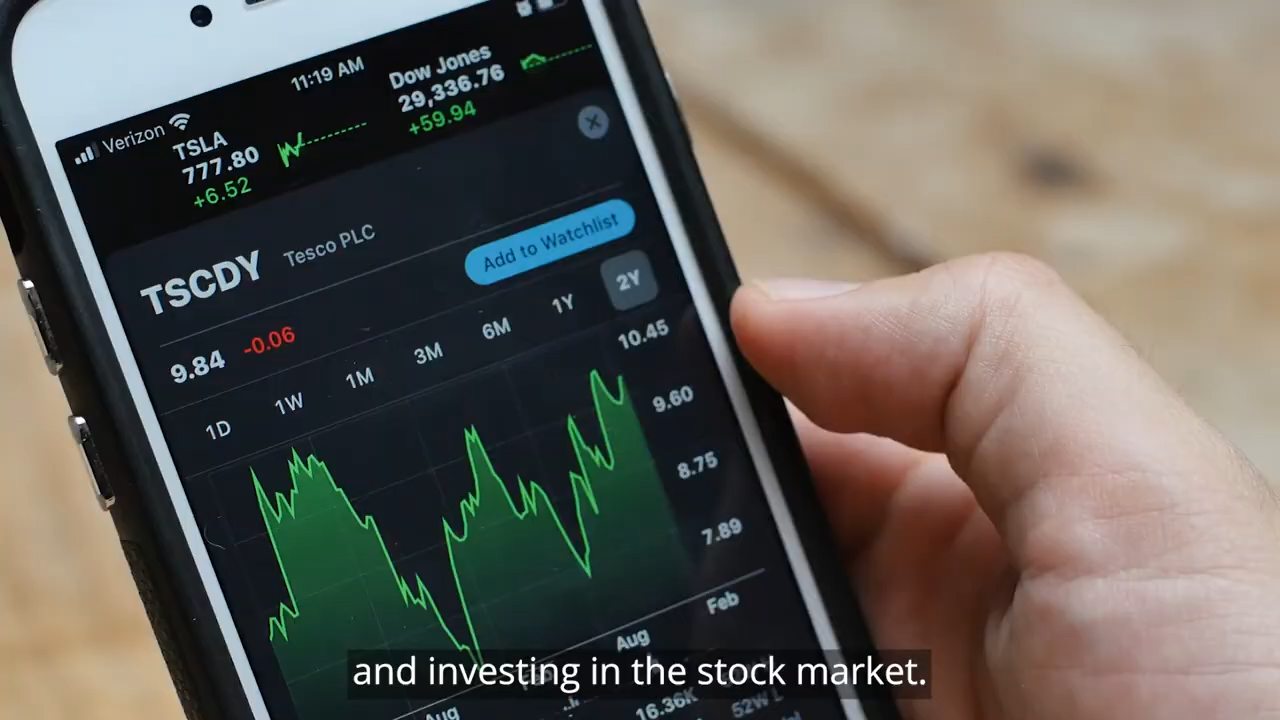 11:19 AM
Verizon
TSLA
777.80
+6.52
Dow Jones
29,336.76
+59.94
TSCDY Tesco PLC
Add to Watchlist
9.84 -0.06
1D 1W 1M 3M 6M 1Y 2Y
10.45
9.60
8.75
7.89
Aug Feb Aug Feb
16.36K 52W L
and investing in the stock market.